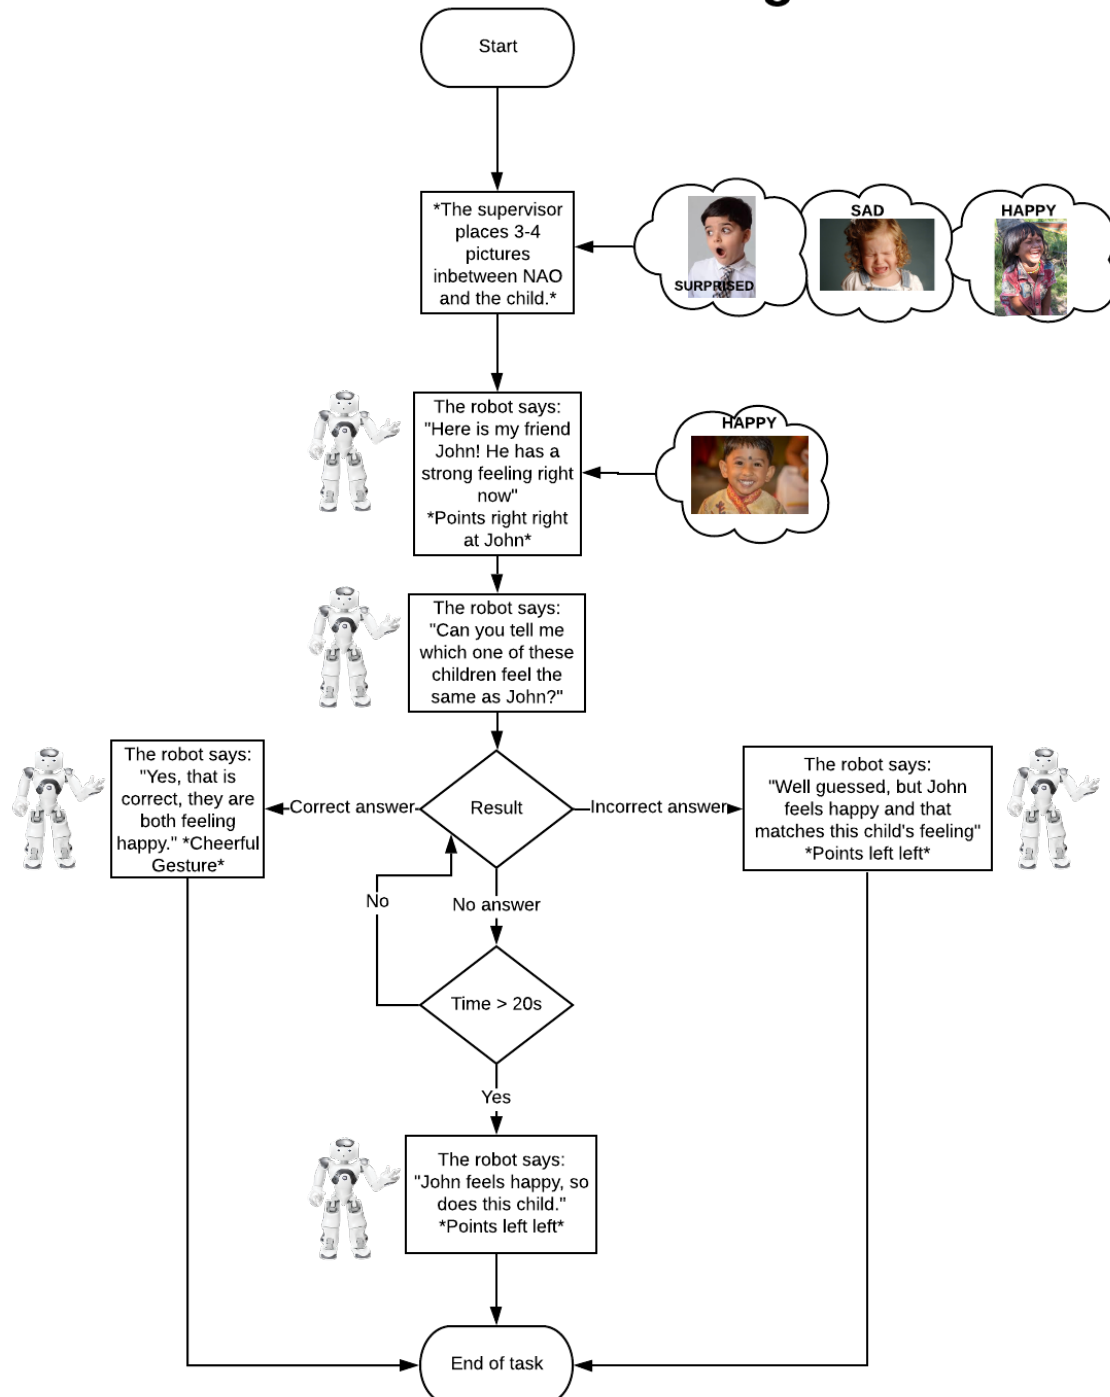 Start
*The supervisor
places 3-4
pictures
inbetween NAO
and the child.*
SURPRISED
SAD
HAPPY
The robot says:
"Here is my friend
John! He has a
strong feeling right
now"
*Points right right
at John*
HAPPY
The robot says:
"Can you tell me
which one of these
children feel the
same as John?"
The robot says:
"Yes, that is
correct, they are
both feeling
happy." *Cheerful
Gesture*
Correct answer
Result
Incorrect answer
The robot says:
"Well guessed, but John
feels happy and that
matches this child's feeling"
*Points left left*
No
No answer
Time > 20s
Yes
The robot says:
"John feels happy, so
does this child."
*Points left left*
End of task